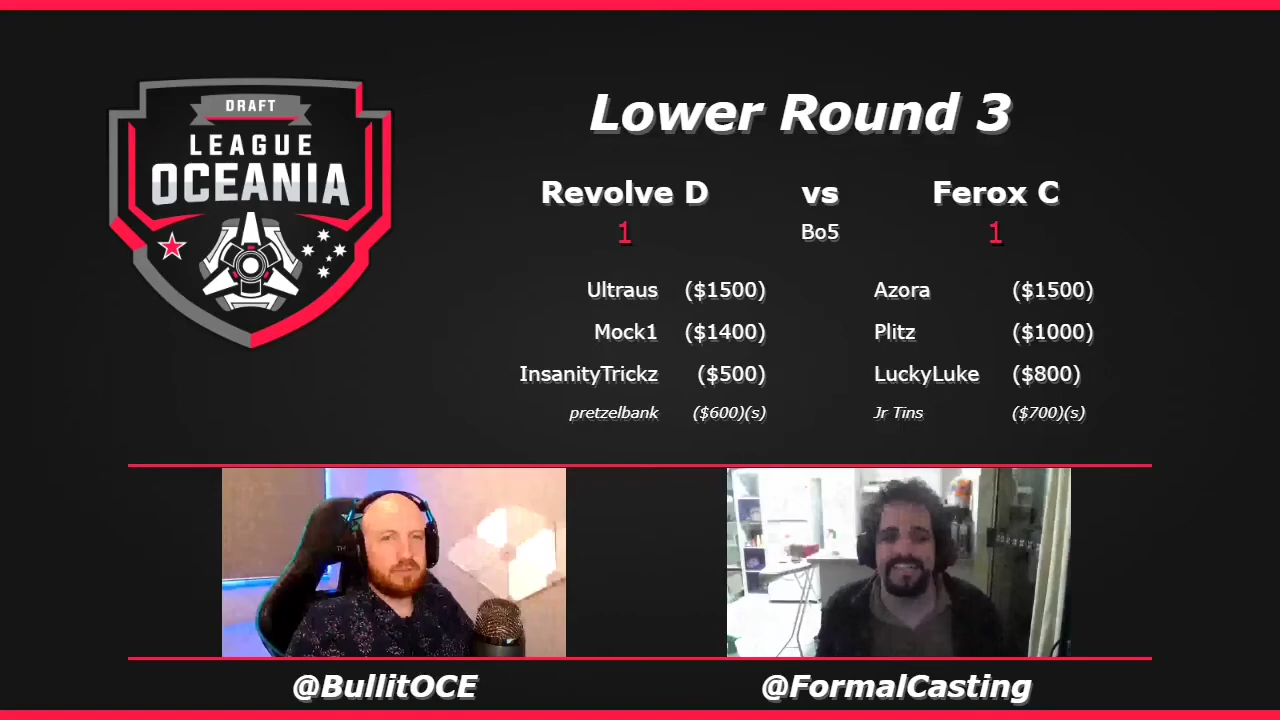 DRAFT
LEAGUE
OCEANIA
Lower Round 3
Revolve D vs Ferox C
1 Bo5 1
Ultraus ($1500) Azora ($1500)
Mock1 ($1400) Plitz ($1000)
InsanityTrickz ($500) LuckyLuke ($800)
pretzelbank ($600)(s) Jr Tins ($700)(s)
@BullitOCE @FormalCasting